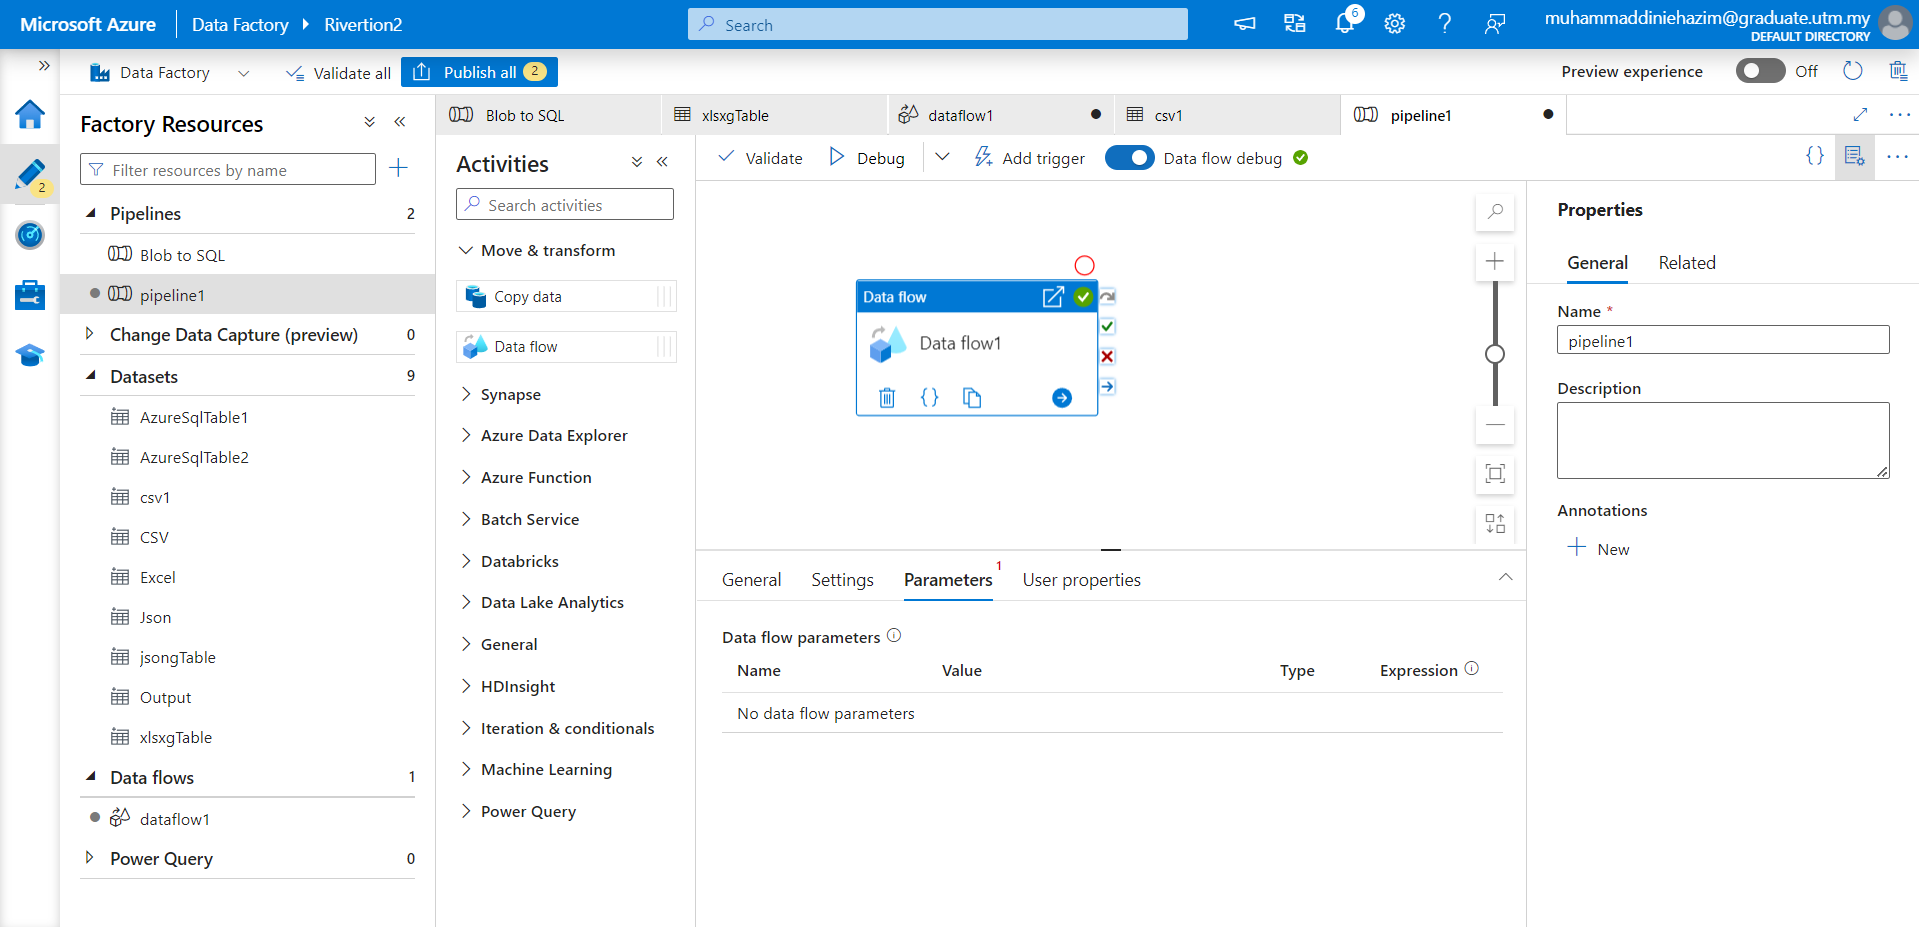 Microsoft Azure
Data Factory
Rivertion2
Search
6
muhammaddiniehazim@graduate.utm.my
DEFAULT DIRECTORY
Data Factory
Validate all
Publish all
2
Preview experience
Off
2
Factory Resources
Filter resources by name
Pipelines
2
Blob to SQL
pipeline1
Change Data Capture (preview)
0
Datasets
9
AzureSqlTable1
AzureSqlTable2
csv1
CSV
Excel
Json
jsongTable
Output
xlsxgTable
Data flows
1
dataflow1
Power Query
0
Blob to SQL
xlsxgTable
dataflow1
csv1
pipeline1
Activities
Search activities
Move & transform
Copy data
Data flow
Synapse
Azure Data Explorer
Azure Function
Batch Service
Databricks
Data Lake Analytics
General
HDInsight
Iteration & conditionals
Machine Learning
Power Query
Validate
Debug
Add trigger
Data flow debug
Data flow
Data flow1
General
Settings
Parameters
1
User properties
Data flow parameters
Name
Value
Type
Expression
No data flow parameters
Properties
General
Related
Name *
pipeline1
Description
Annotations
New